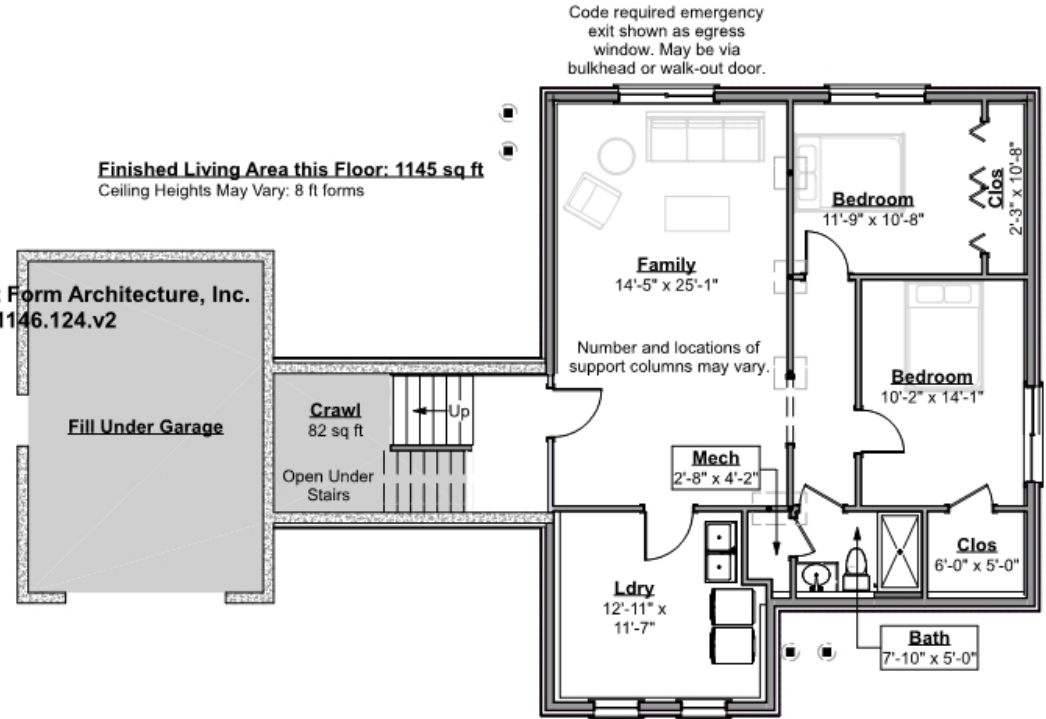 Code required emergency
exit shown as egress
window. May be via
bulkhead or walk-out door.
Finished Living Area this Floor: 1145 sq ft
Ceiling Heights May Vary: 8 ft forms
Form Architecture, Inc.
1146.124.v2
Fill Under Garage
Crawl
82 sq ft
Open Under
Stairs
Up
Family
14'-5" x 25'-1"
Number and locations of
support columns may vary.
Bedroom
11'-9" x 10'-8"
Clos
2'-3" x 10'-8"
Bedroom
10'-2" x 14'-1"
Mech
2'-8" x 4'-2"
Ldry
12'-11" x
11'-7"
Clos
6'-0" x 5'-0"
Bath
7'-10" x 5'-0"